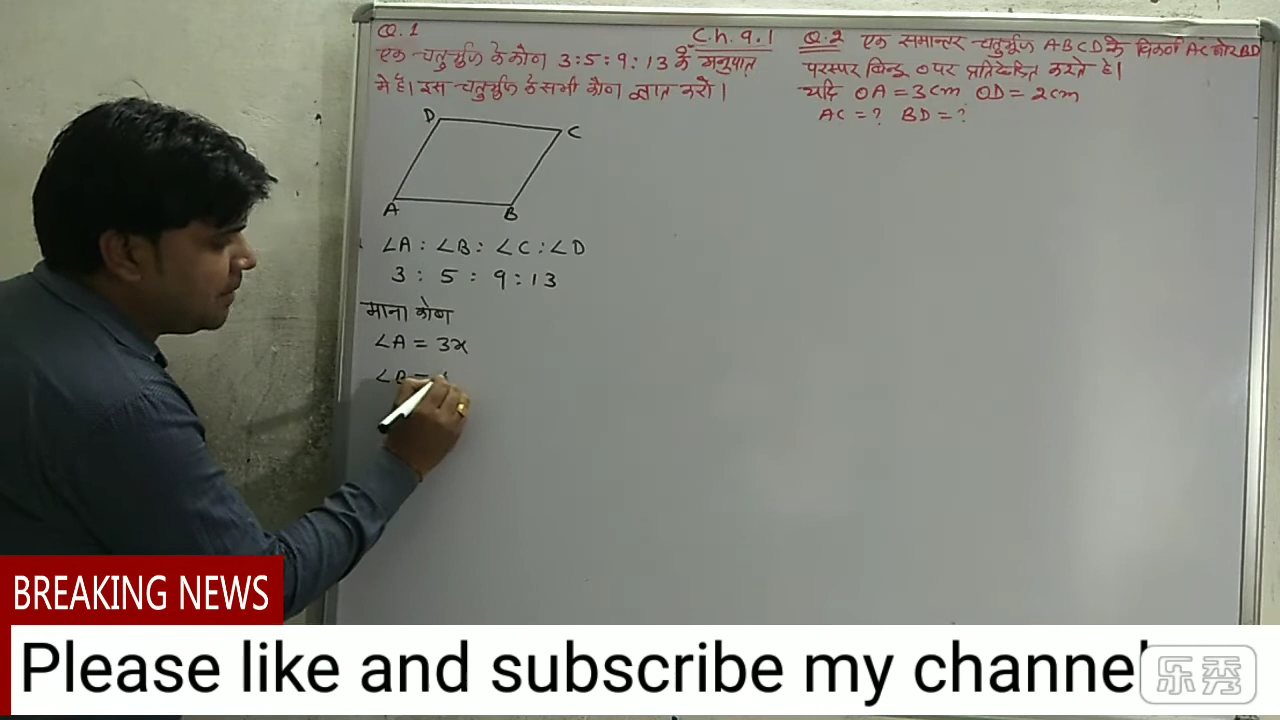 Q.1
Ch. 9.1
एक चतुर्भुज के कोण 3:5:9:13 के अनुपात
में है। इस चतुर्भुज के सभी कोण ज्ञात करो।
Q.2 एक समान्तर चतुर्भुज ABCD के विकर्ण AC और BD
परस्पर बिन्दु O पर प्रतिच्छेदित करते है।
यदि OA = 3cm OD = 2cm
AC = ? BD = ?
D
C
A
B
∠A : ∠B : ∠C : ∠D
3 : 5 : 9 : 13
माना कोण
∠A = 3x
∠B =
BREAKING NEWS
Please like and subscribe my channel
乐秀